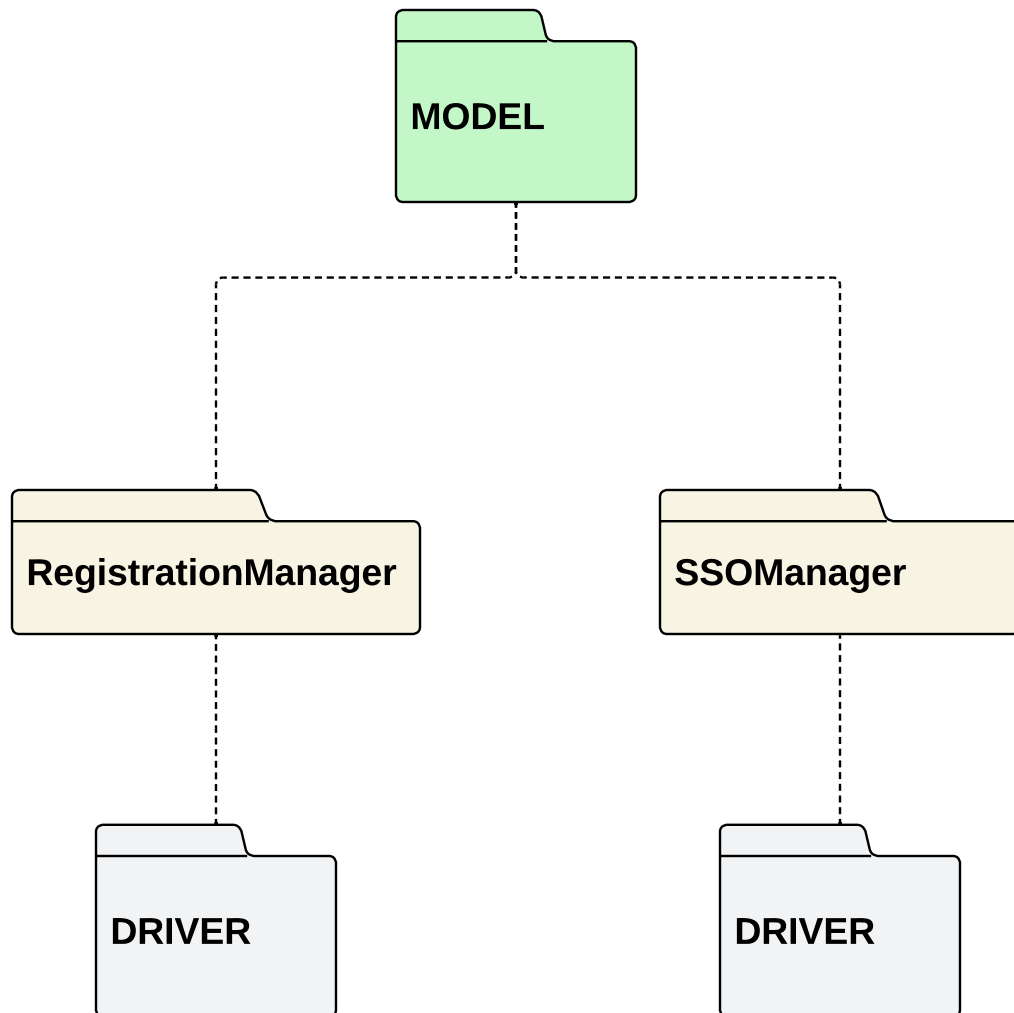 MODEL
RegistrationManager
SSOManager
DRIVER
DRIVER